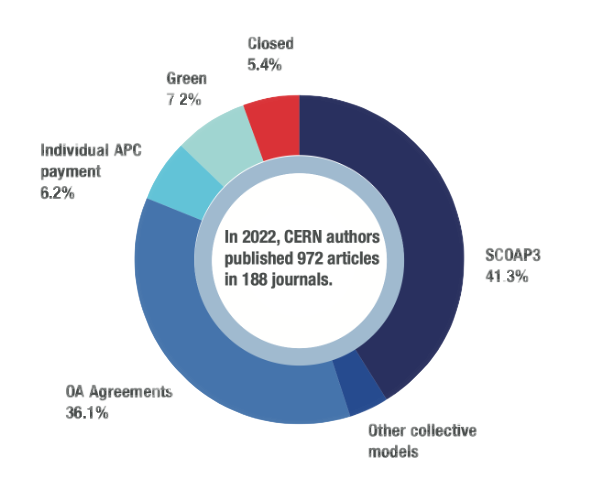 Closed
5.4%
Green
7 2%
Individual APC
payment
6.2%
In 2022, CERN authors
published 972 articles
in 188 journals.
SCOAP3
41.3%
OA Agreements
36.1%
Other collective
models